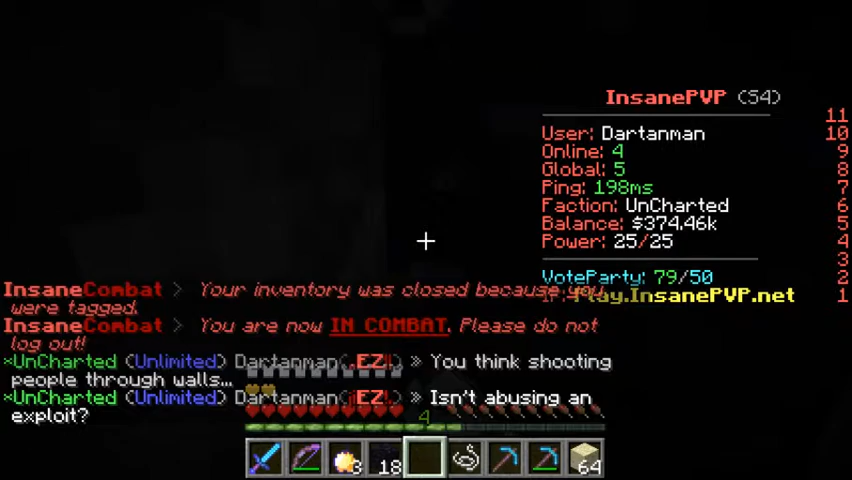 InsanePVP (54)
11
User: Dartanman 10
Online: 4 9
Global: 5 8
Ping: 198ms 7
Faction: UnCharted 6
Balance: $374.46k 5
Power: 25/25 4
3
VoteParty: 79/50 2
Play.InsanePVP.net 1
InsaneCombat > Your inventory was closed because you
were tagged.
InsaneCombat > You are now IN COMBAT. Please do not
log out!
*UnCharted (Unlimited) Dartanman( EZ ) » You think shooting
people through walls...
*UnCharted (Unlimited) Dartanman( EZ ) » Isn't abusing an
exploit?
4
3 18 64